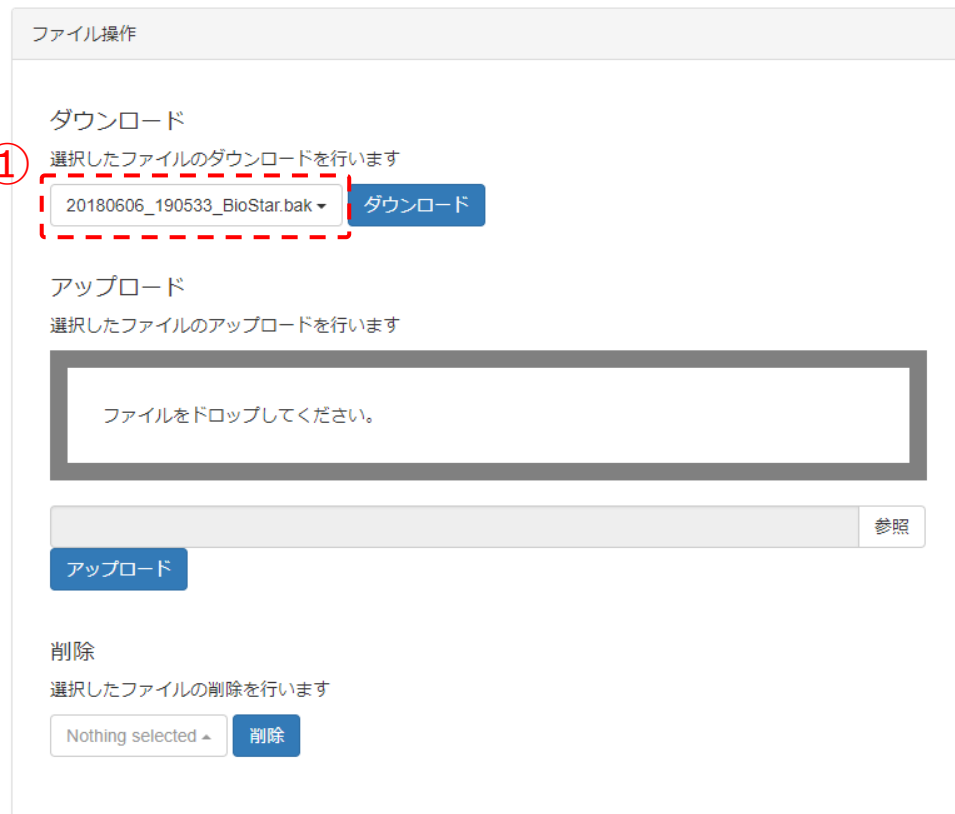 ファイル操作
ダウンロード
選択したファイルのダウンロードを行います
①
20180606_190533_BioStar.bak ダウンロード
アップロード
選択したファイルのアップロードを行います
ファイルをドロップしてください。
参照
アップロード
削除
選択したファイルの削除を行います
Nothing selected 削除